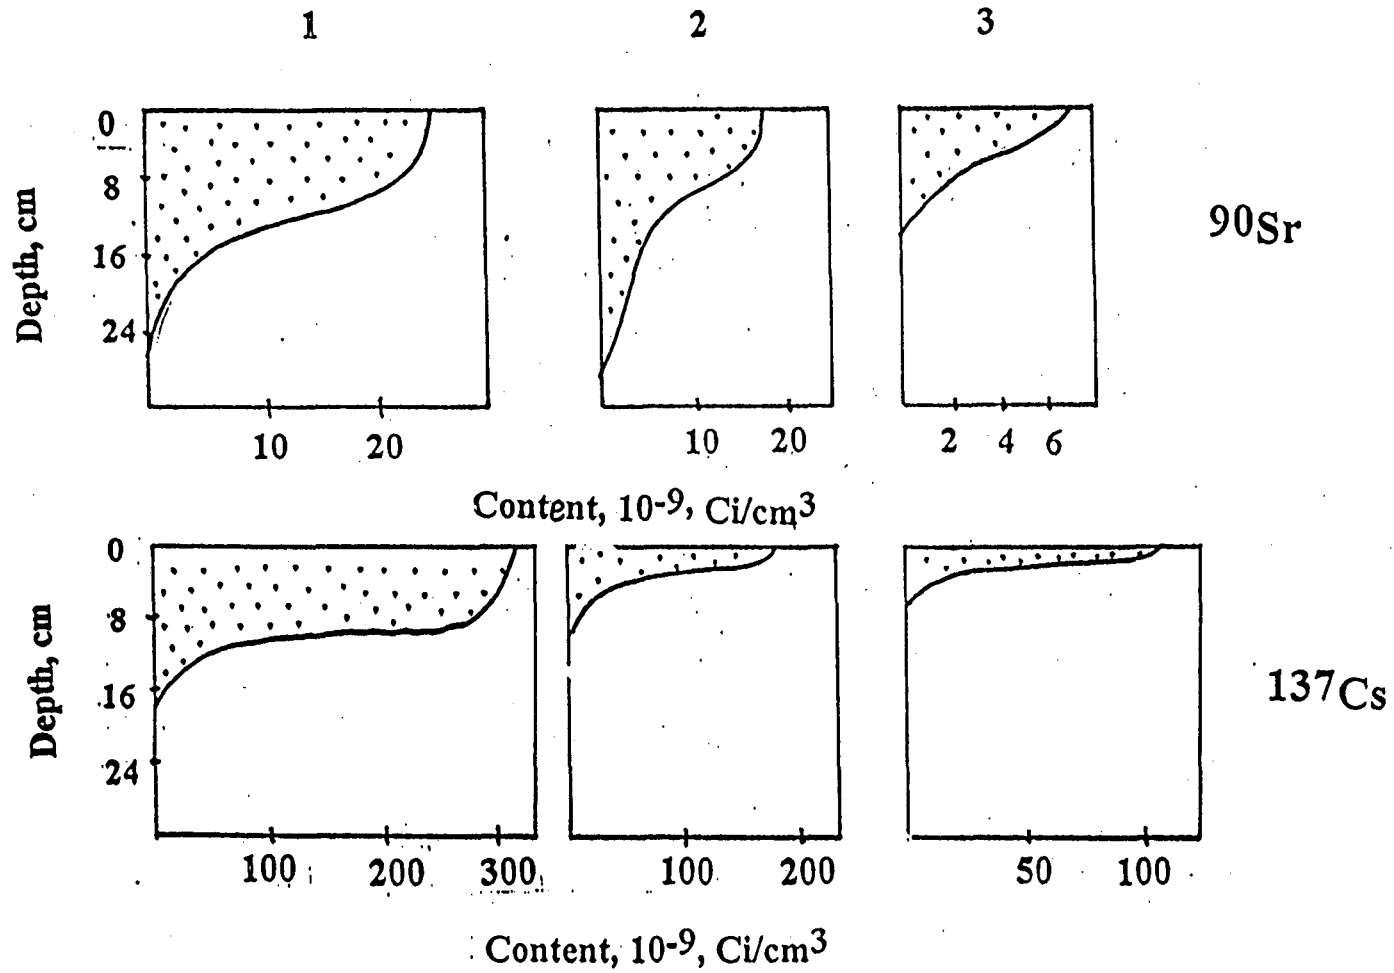 1 2 3
0
8
16
24
Depth, cm
90Sr
10 20 10 20 2 4 6
Content, 10-9, Ci/cm3
0
8
16
24
Depth, cm
137Cs
100 200 300 100 200 50 100
Content, 10-9, Ci/cm3